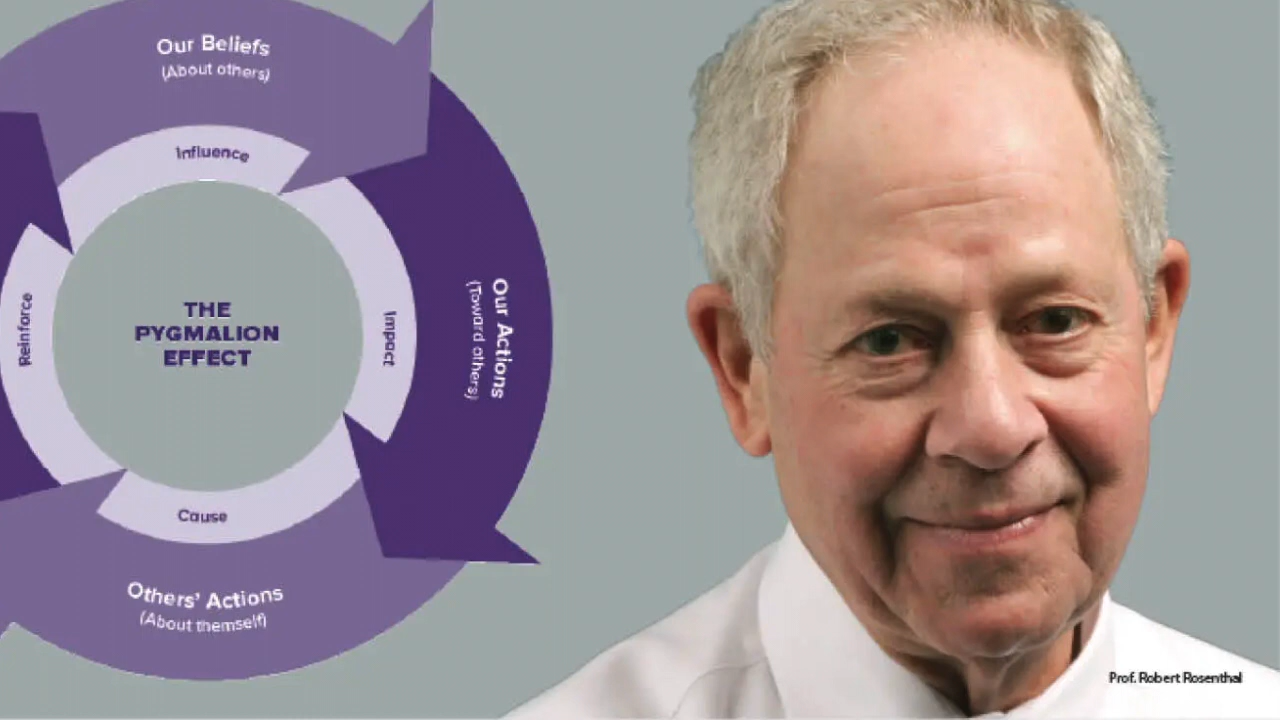 Our Beliefs
(About others)
Influence
Our Actions
(Toward others)
Impact
THE
PYGMALION
EFFECT
Reinforce
Cause
Others' Actions
(About themself)
Prof. Robert Rosenthal